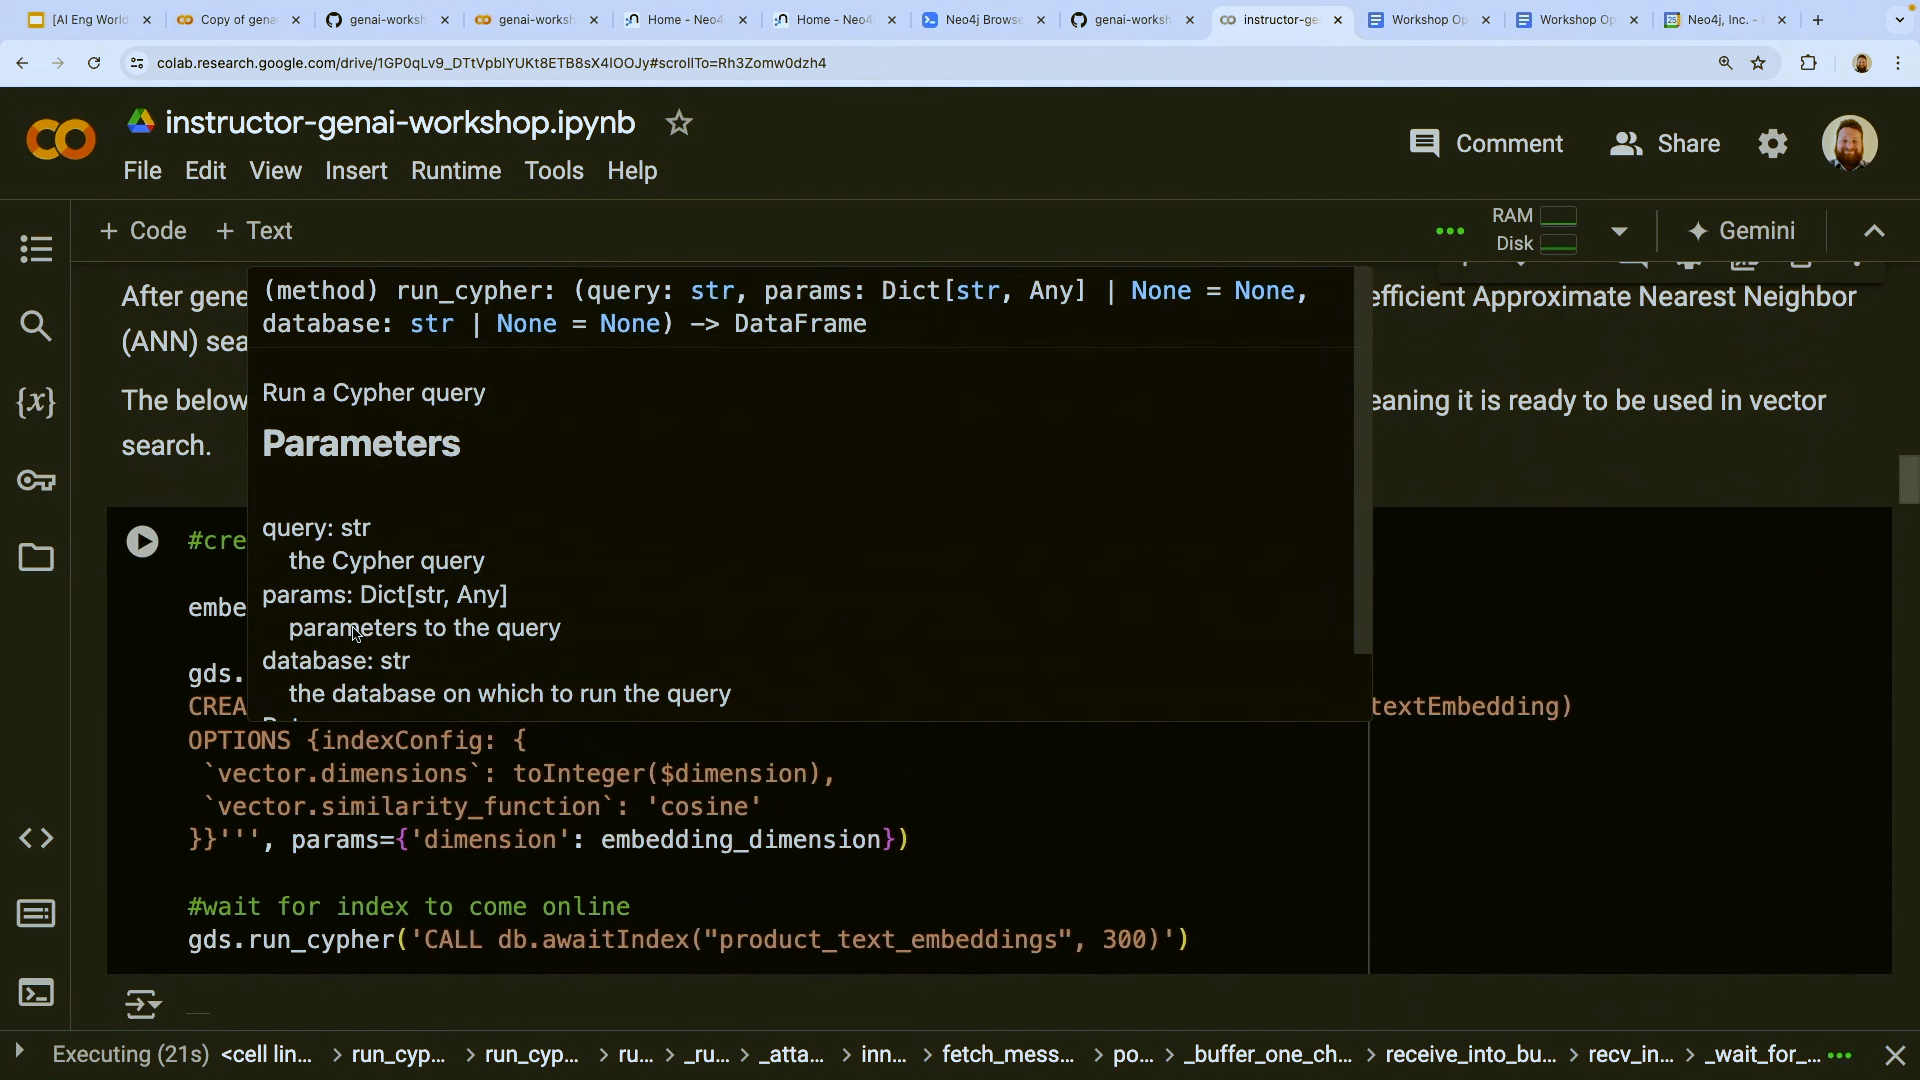 [AI Eng World
Copy of gena
genai-worksh
genai-worksh
Home - Neo4
Home - Neo4
Neo4j Browse
genai-worksh
instructor-ge
Workshop Op
Workshop Op
Neo4j, Inc. -
colab.research.google.com/drive/1GP0qLv9_DTtVpblYUKt8ETB8sX4IOOJy#scrollTo=Rh3Zomw0dzh4
instructor-genai-workshop.ipynb
Comment
Share
File Edit View Insert Runtime Tools Help
+ Code + Text
RAM
Disk
Gemini
After gene
efficient Approximate Nearest Neighbor
(ANN) sea
The below
eaning it is ready to be used in vector
search.
(method) run_cypher: (query: str, params: Dict[str, Any] | None = None,
database: str | None = None) -> DataFrame
Run a Cypher query
Parameters
query: str
the Cypher query
params: Dict[str, Any]
parameters to the query
database: str
the database on which to run the query
#cre
embe
gds.
CREA
textEmbedding)
OPTIONS {indexConfig: {
`vector.dimensions`: toInteger($dimension),
`vector.similarity_function`: 'cosine'
}}''', params={'dimension': embedding_dimension})
#wait for index to come online
gds.run_cypher('CALL db.awaitIndex("product_text_embeddings", 300)')
Executing (21s) <cell lin... > run_cyp... > run_cyp... > ru... > _ru... > _atta... > inn... > fetch_mess... > po... > _buffer_one_ch... > receive_into_bu... > recv_in... > _wait_for_...